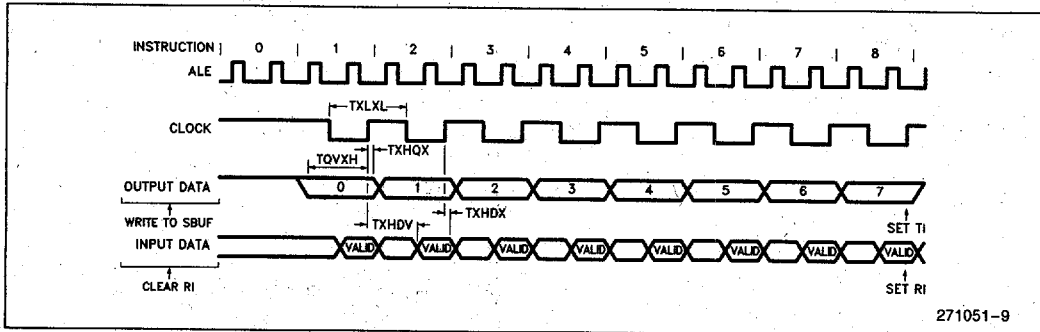 INSTRUCTION | 0 | 1 | 2 | 3 | 4 | 5 | 6 | 7 | 8 |
ALE
TXLXL
CLOCK
TQVXH
TXHQX
OUTPUT DATA 0 1 2 3 4 5 6 7
WRITE TO SBUF
TXHDV
TXHDX
SET TI
INPUT DATA VALID VALID VALID VALID VALID VALID VALID VALID
CLEAR RI
SET RI
271051-9